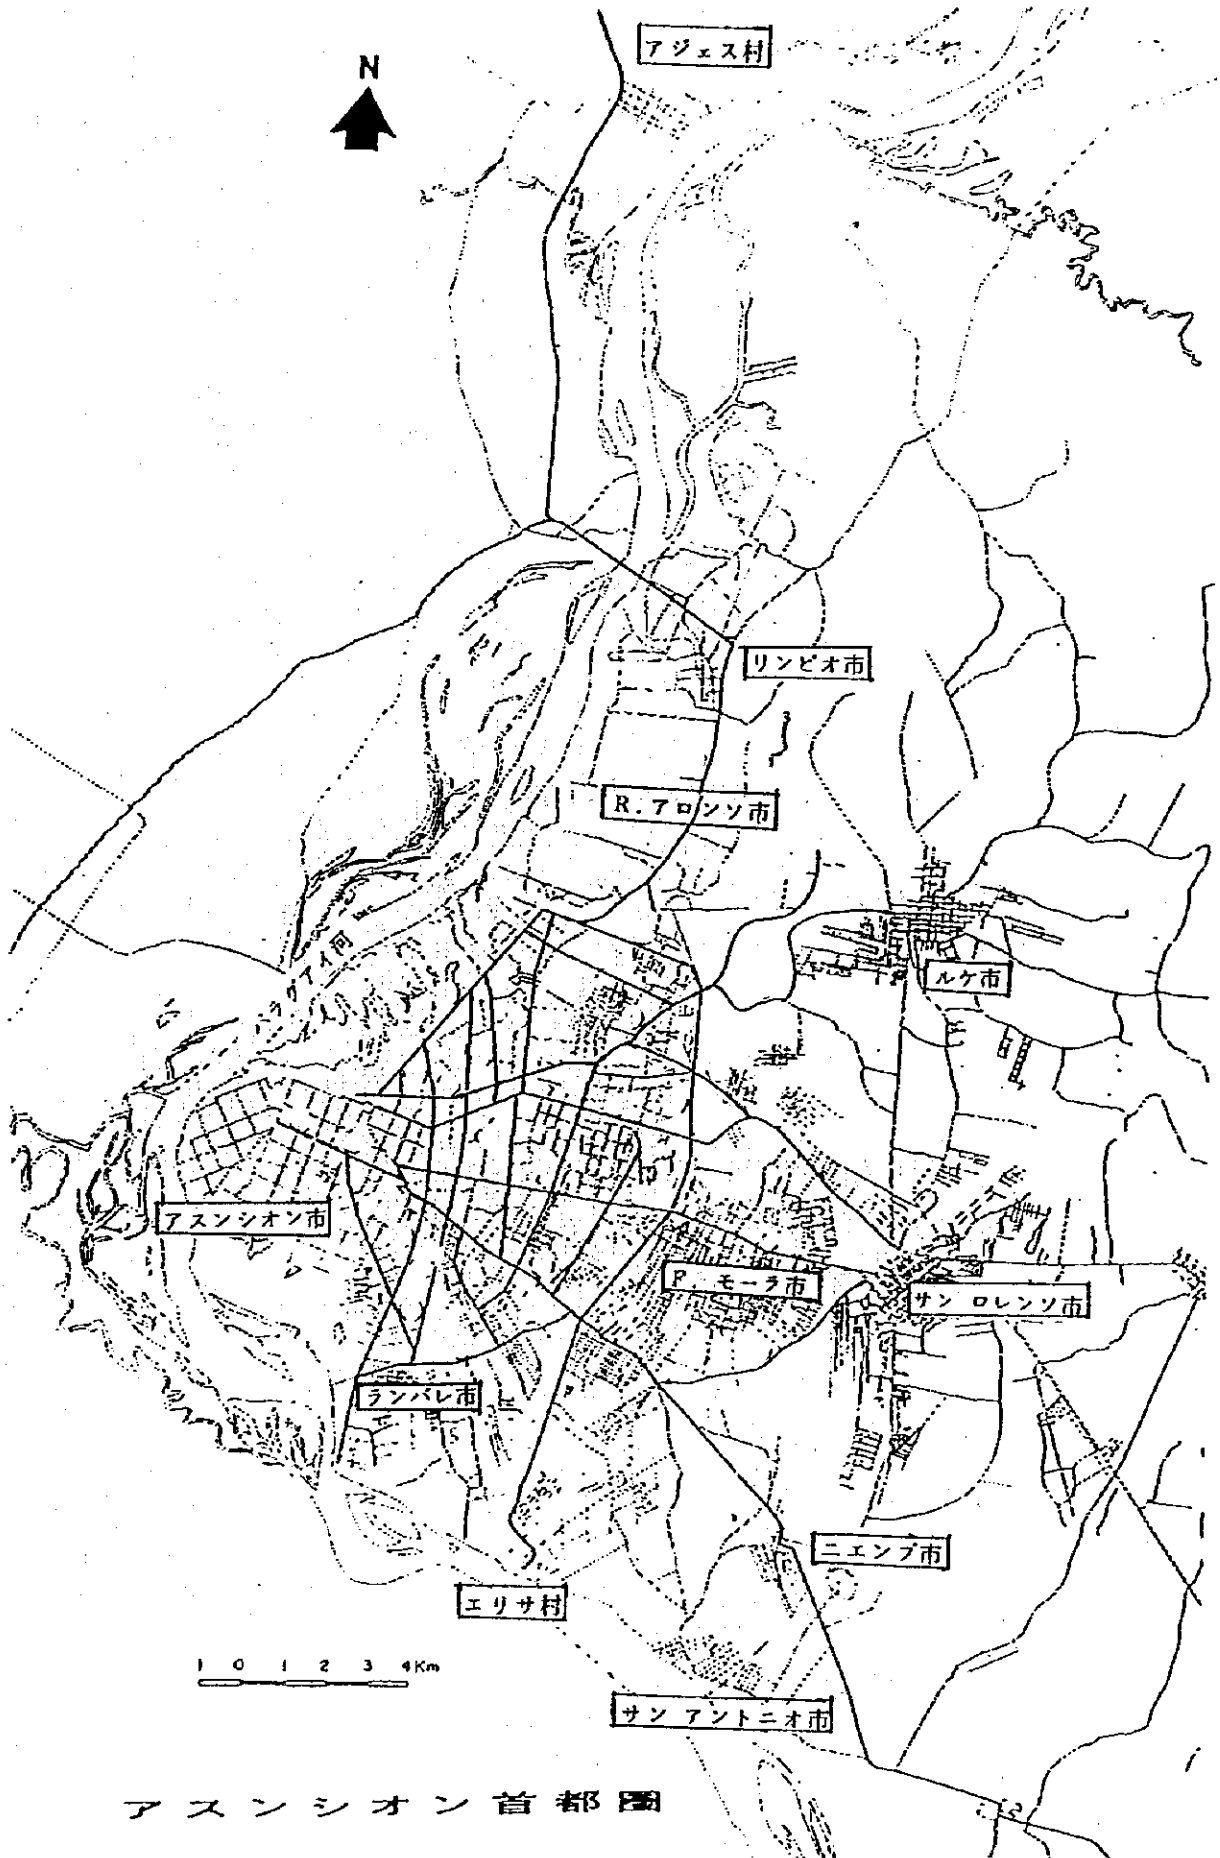 アジェス村
N
リンピオ市
R.アロンソ市
パラグアイ河
ルケ市
アスンシオン市
F. モーラ市
サン ロレンソ市
ランバレ市
ニエンブ市
エリサ村
1 0 1 2 3 4Km
サン アントニオ市
アスンシオン首都圏